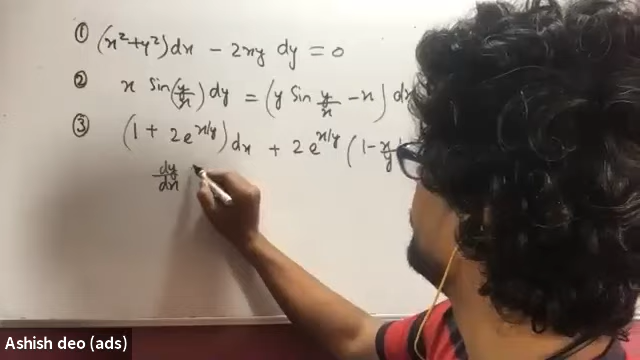 ① (x²+y²)dx - 2xy dy = 0
② x Sin(y/x) dy = (y Sin y/x - x) dx
③ (1 + 2e^x/y) dx + 2e^x/y (1 - x/y
dy/dx
Ashish deo (ads)